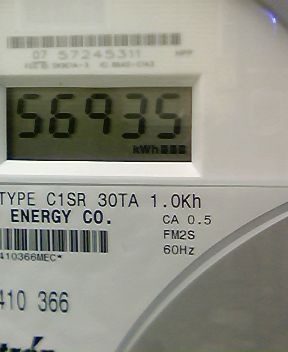 07 57245311
56935
kWh
TYPE C1SR 30TA 1.0Kh
ENERGY CO.
CA 0.5
FM2S
60Hz
410366MEC*
410 366